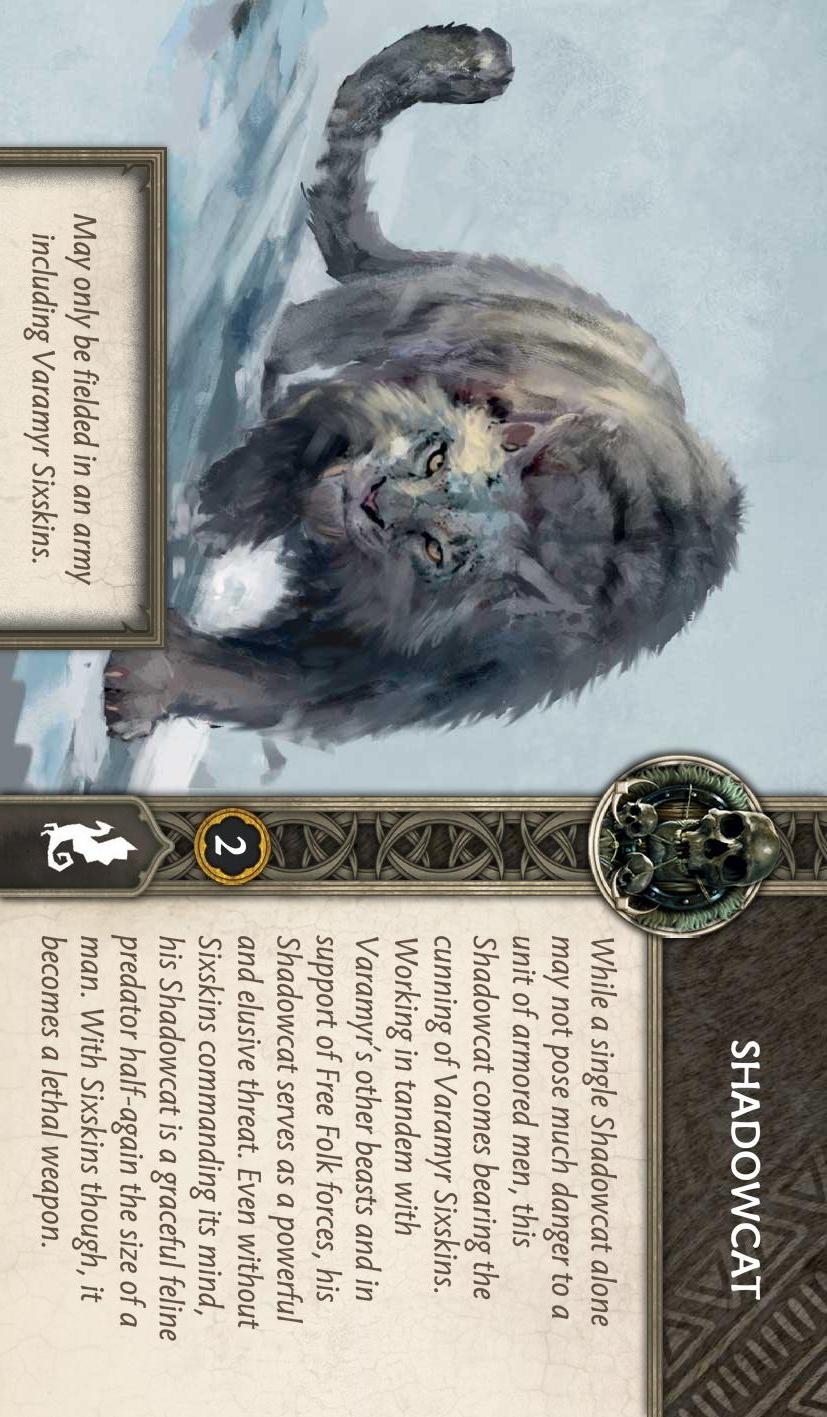 SHADOWCAT
While a single Shadowcat alone
may not pose much danger to a
unit of armored men, this
Shadowcat comes bearing the
cunning of Varamyr Sixskins.
Working in tandem with
Varamyr's other beasts and in
support of Free Folk forces, his
Shadowcat serves as a powerful
and elusive threat. Even without
Sixskins commanding its mind,
his Shadowcat is a graceful feline
predator half-again the size of a
man. With Sixskins though, it
becomes a lethal weapon.
2
May only be fielded in an army
including Varamyr Sixskins.